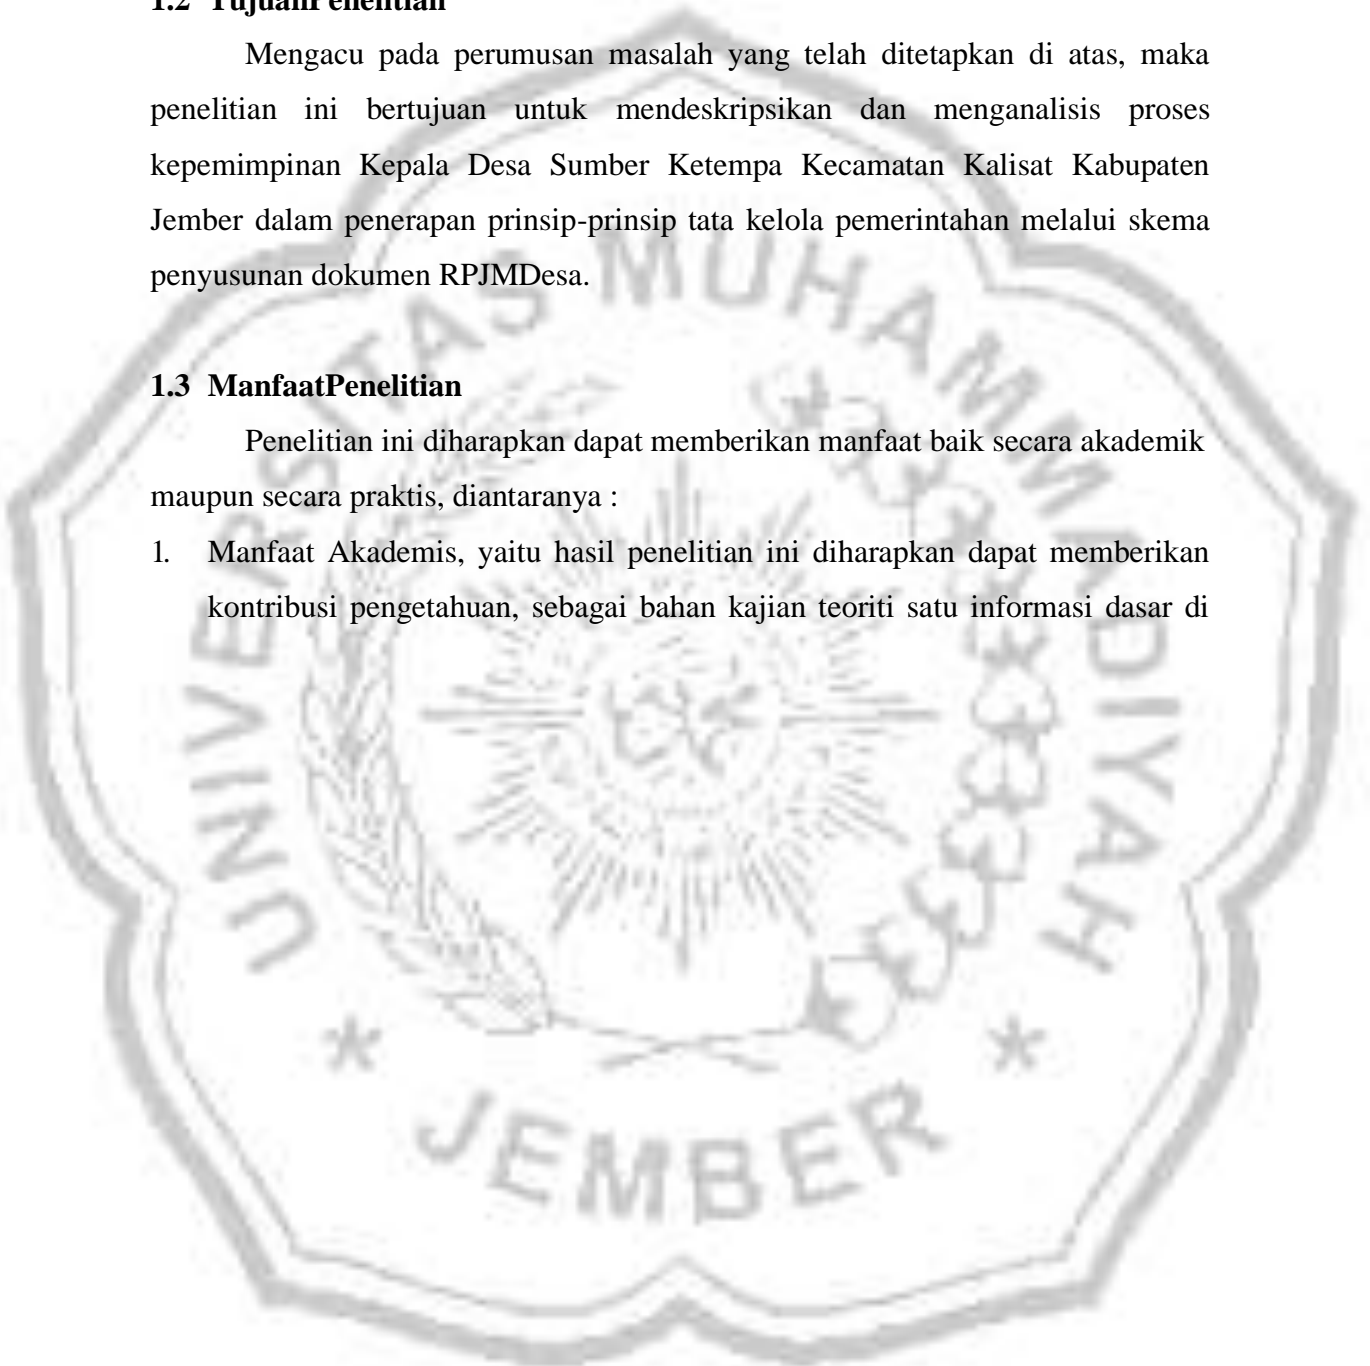 1.2 TujuanPenelitian
Mengacu pada perumusan masalah yang telah ditetapkan di atas, maka
penelitian ini bertujuan untuk mendeskripsikan dan menganalisis proses
kepemimpinan Kepala Desa Sumber Ketempa Kecamatan Kalisat Kabupaten
Jember dalam penerapan prinsip-prinsip tata kelola pemerintahan melalui skema
penyusunan dokumen RPJMDesa.
1.3 ManfaatPenelitian
Penelitian ini diharapkan dapat memberikan manfaat baik secara akademik
maupun secara praktis, diantaranya :
1. Manfaat Akademis, yaitu hasil penelitian ini diharapkan dapat memberikan
kontribusi pengetahuan, sebagai bahan kajian teoriti satu informasi dasar di
UNIVERSITAS MUHAMMADIYAH
* JEMBER *